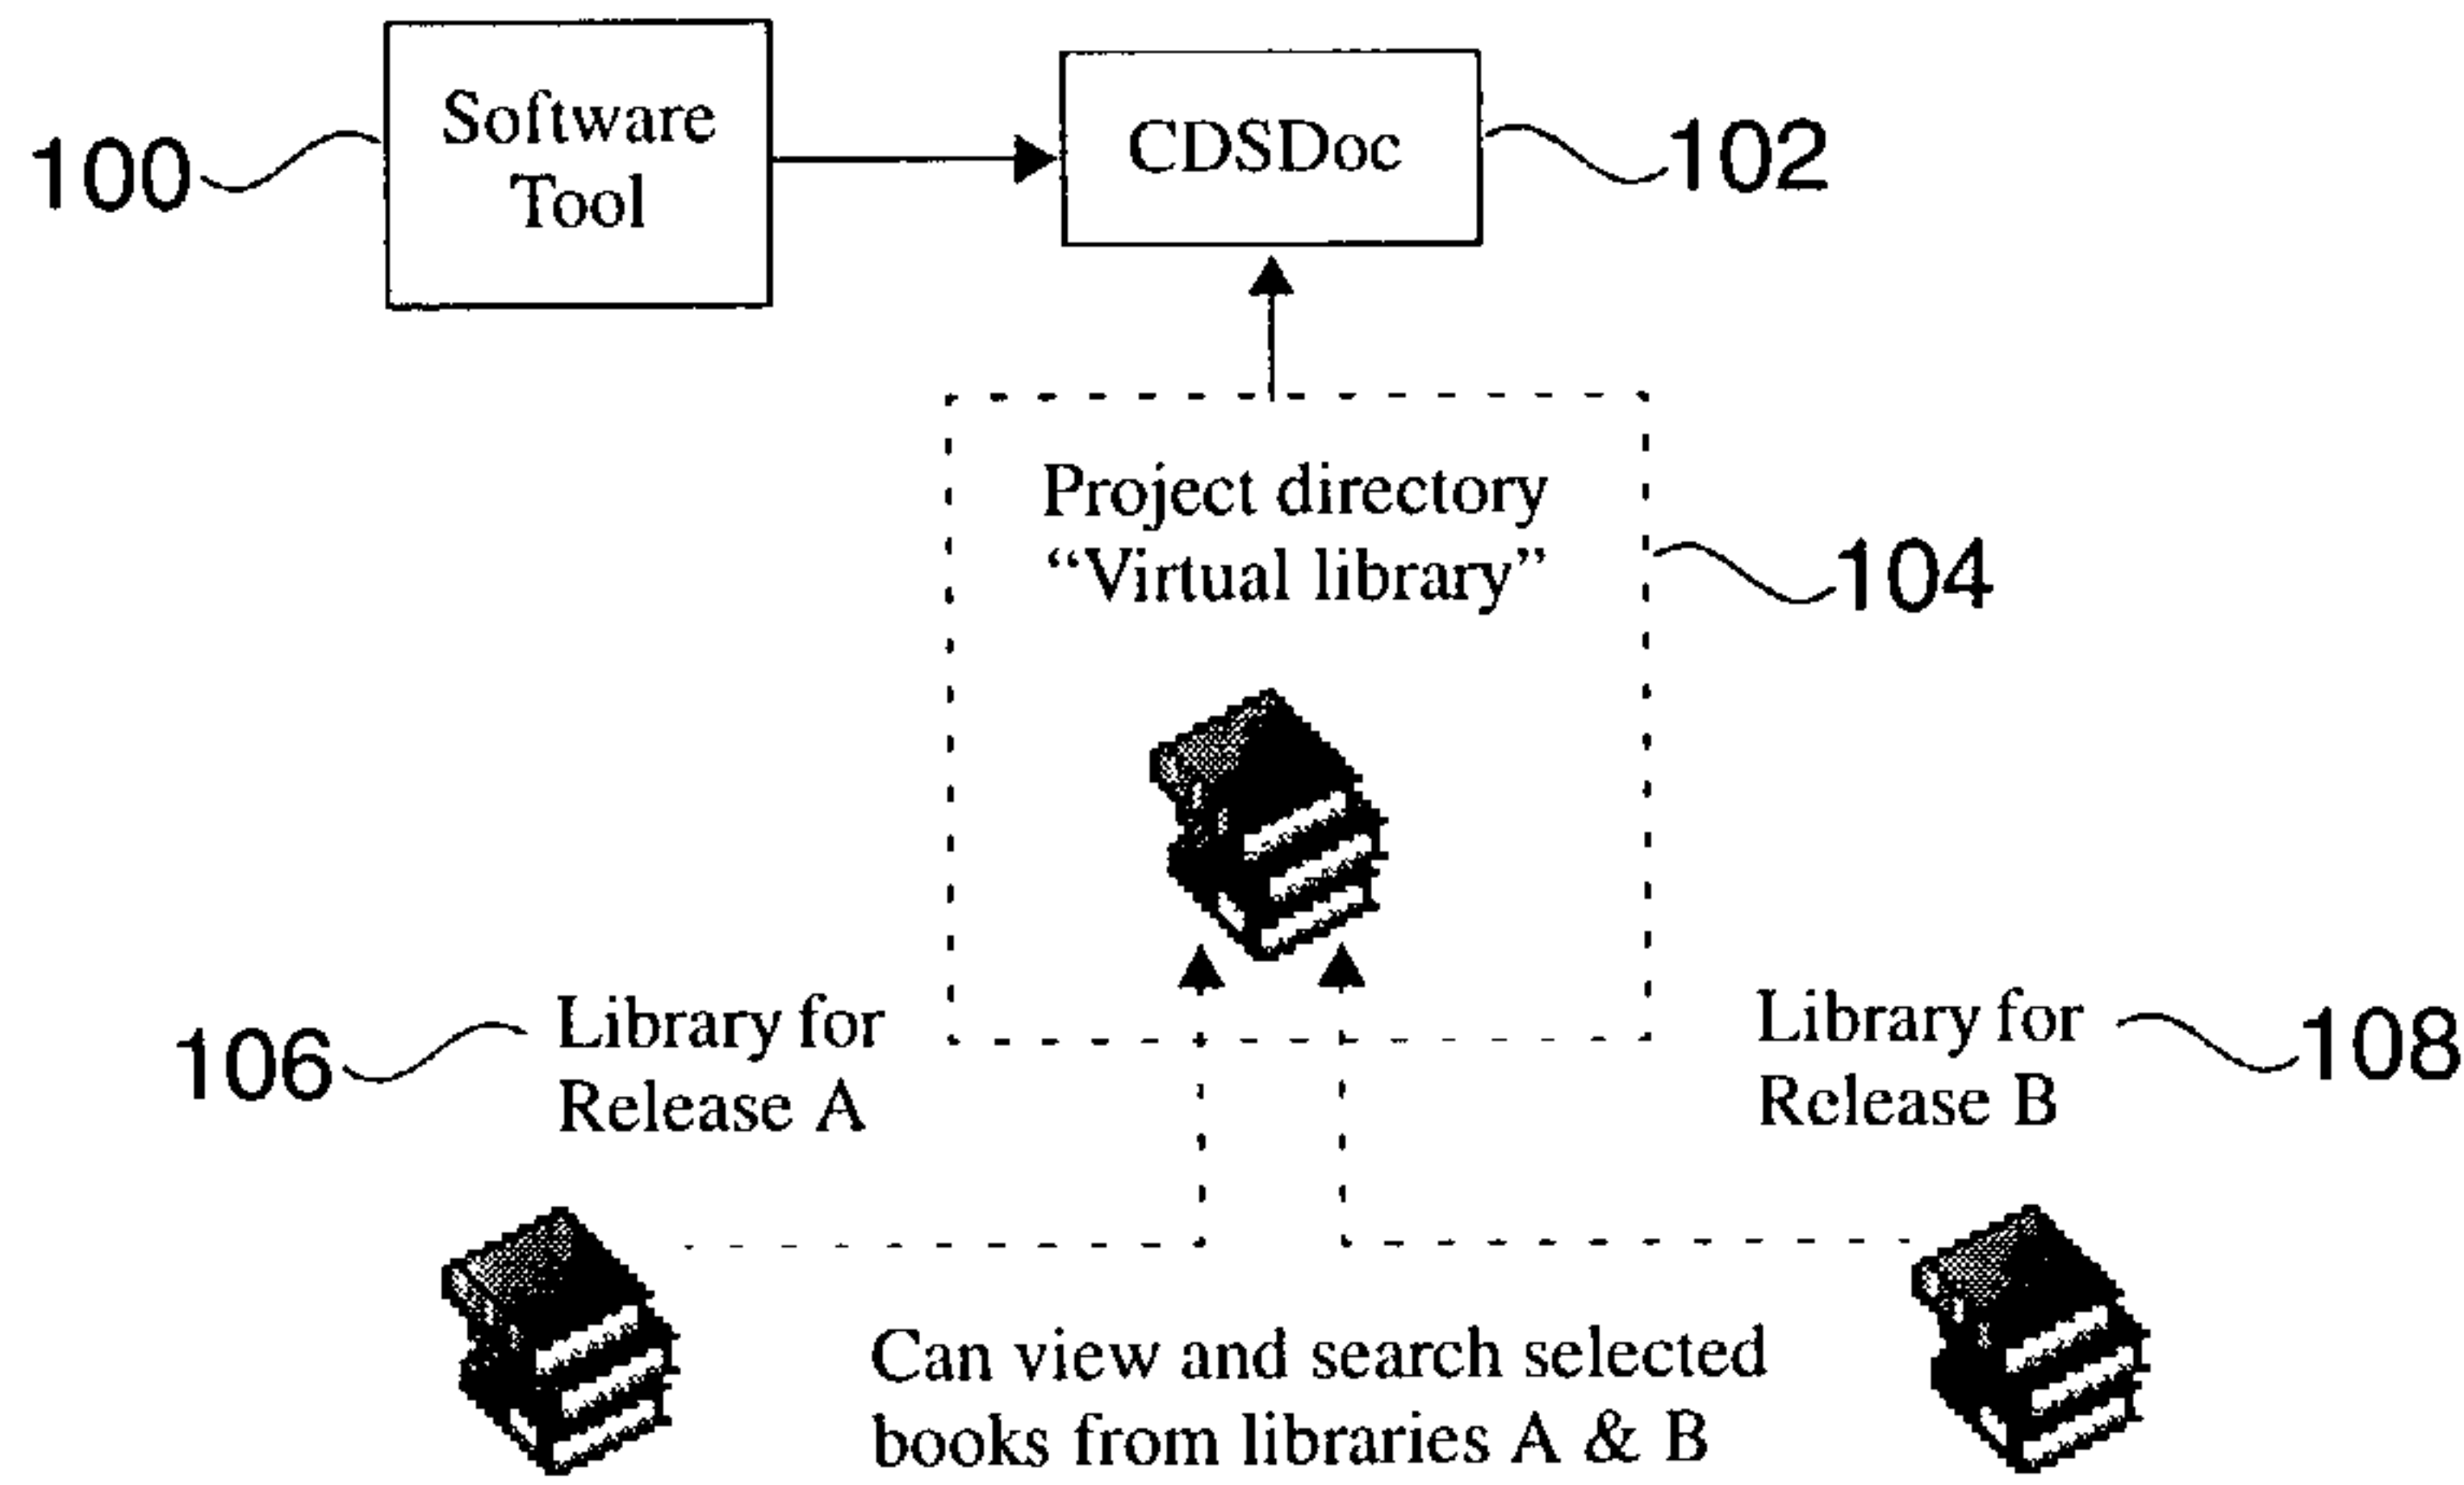 100
Software
Tool
CDSDoc
102
Project directory
“Virtual library”
104
106
Library for
Release A
Library for
Release B
108
Can view and search selected
books from libraries A & B